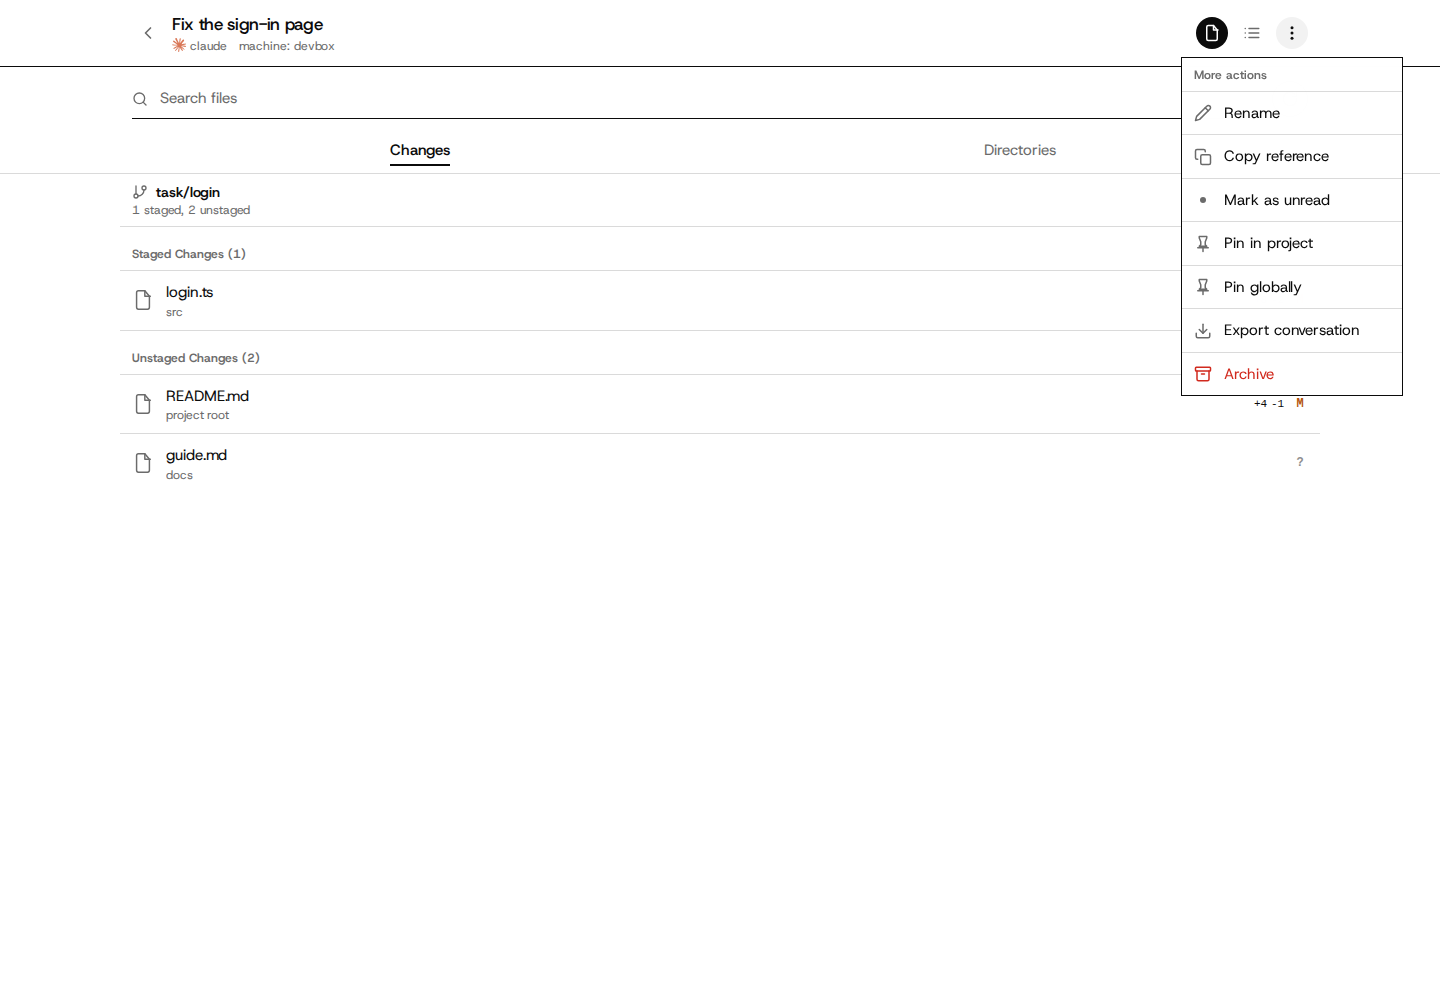 Fix the sign-in page
claude machine: devbox
More actions
Search files
Rename
Changes
Directories
Copy reference
task/login
1 staged, 2 unstaged
Mark as unread
Staged Changes (1)
Pin in project
login.ts
src
Pin globally
Export conversation
Unstaged Changes (2)
Archive
README.md
project root
+4 -1 M
guide.md
docs
?